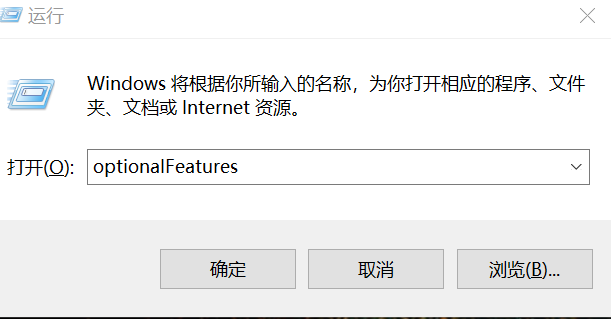 运行
Windows 将根据你所输入的名称，为你打开相应的程序、文件
夹、文档或 Internet 资源。
打开(O): optionalFeatures
确定 取消 浏览(B)...